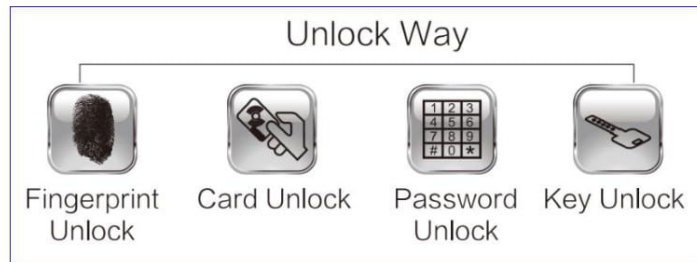 Unlock Way
1 2 3
4 5 6
7 8 9
# 0 *
Fingerprint Unlock
Card Unlock
Password Unlock
Key Unlock